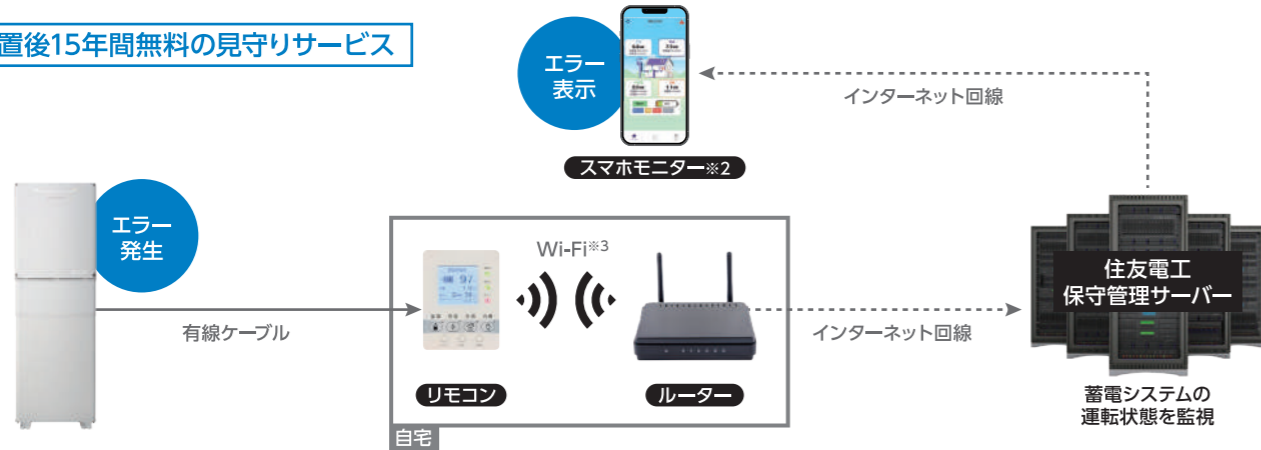 置後15年間無料の見守りサービス
エラー
表示
インターネット回線
スマホモニター※2
エラー
発生
Wi-Fi※3
97
住友電工
保守管理サーバー
有線ケーブル
インターネット回線
リモコン
ルーター
蓄電システムの
運転状態を監視
自宅